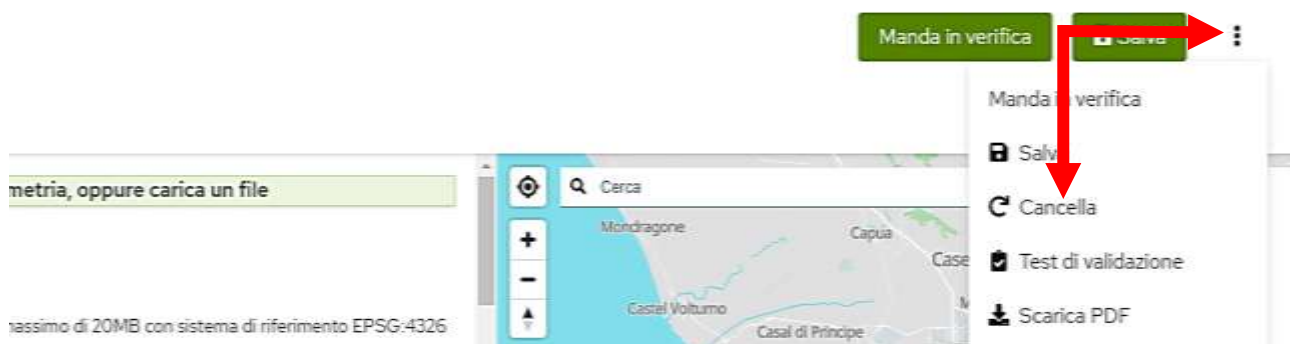 Manda in verifica
Salva
Manda in verifica
Salva
metria, oppure carica un file
Cerca
Cancella
Mondragone
Capua
Case
Test di validazione
Castel Volturno
Scarica PDF
massimo di 20MB con sistema di riferimento EPSG:4326
Casal di Principe